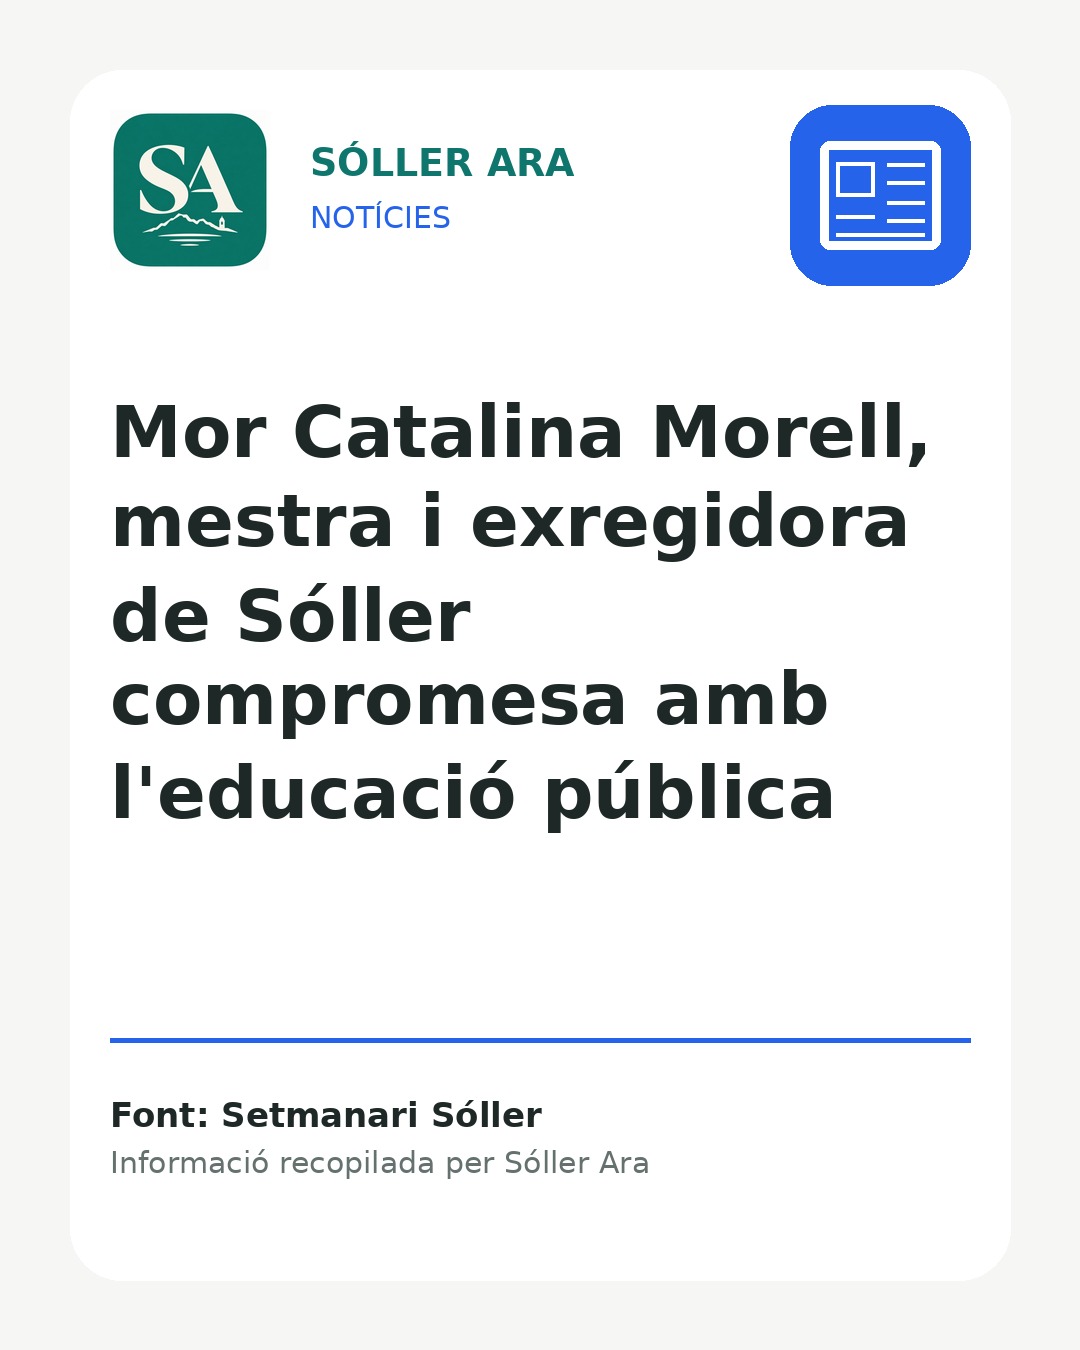 SA
SÓLLER ARA
NOTÍCIES
Mor Catalina Morell,
mestra i exregidora
de Sóller
compromesa amb
l'educació pública
Font: Setmanari Sóller
Informació recopilada per Sóller Ara